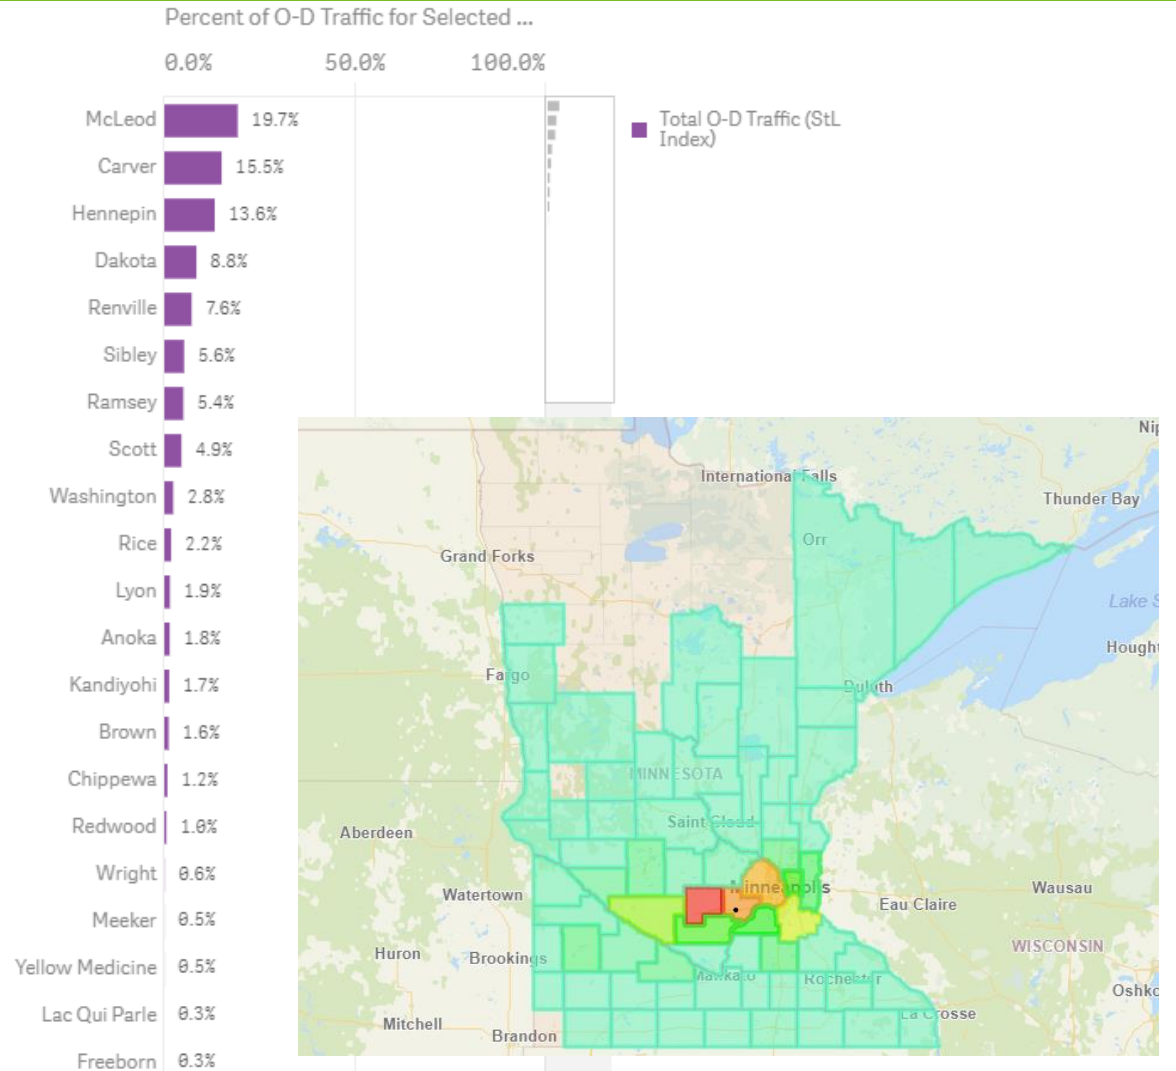 Percent of O-D Traffic for Selected ...
0.0% 50.0% 100.0%
McLeod 19.7%
Total O-D Traffic (StL
Index)
Carver 15.5%
Hennepin 13.6%
Dakota 8.8%
Renville 7.6%
Sibley 5.6%
Ramsey 5.4%
Scott 4.9%
Washington 2.8%
Rice 2.2%
Lyon 1.9%
Anoka 1.8%
Kandiyohi 1.7%
Brown 1.6%
Chippewa 1.2%
Redwood 1.0%
Wright 0.6%
Meeker 0.5%
Yellow Medicine 0.5%
Lac Qui Parle 0.3%
Freeborn 0.3%
Nip
International Falls
Thunder Bay
Orr
Grand Forks
Lake S
Hought
Fargo
Duluth
MINNESOTA
Saint Cloud
Aberdeen
Minneapolis
Wausau
Watertown
Eau Claire
WISCONSIN
Huron
Brookings
Mankato
Rochester
Oshko
La Crosse
Mitchell
Brandon